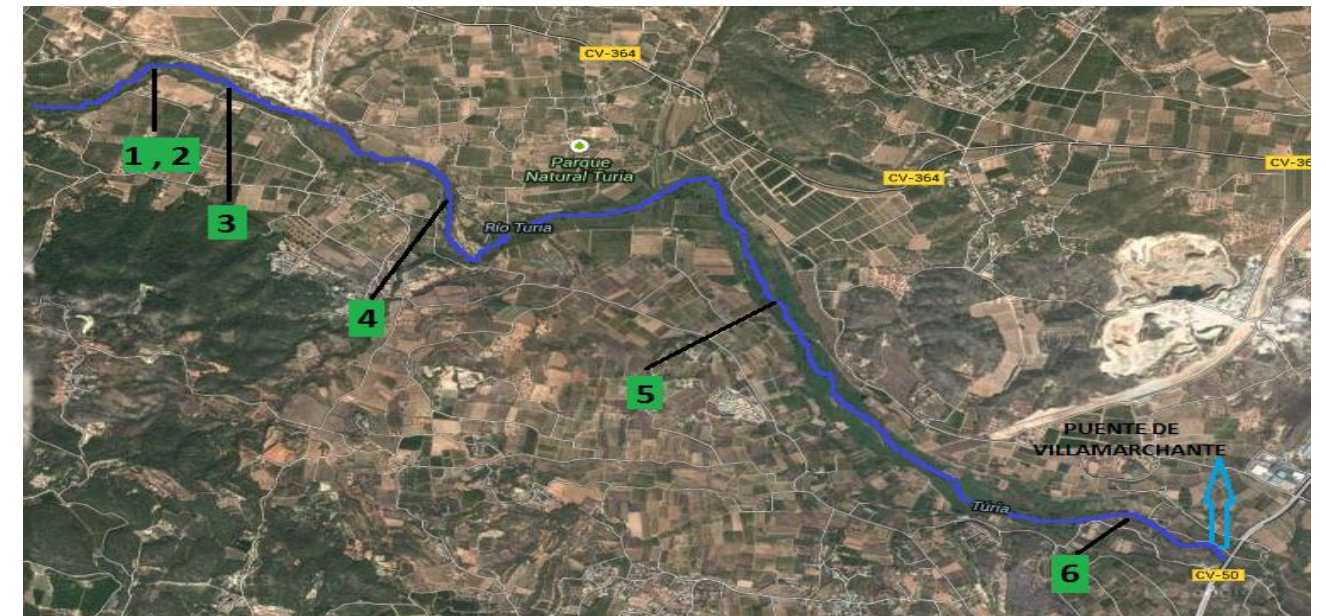 CV-364
1 , 2
Parque
Natural Turia
CV-36
CV-364
3
Río Turia
4
5
PUENTE DE
VILLAMARCHANTE
Túria
6
CV-50